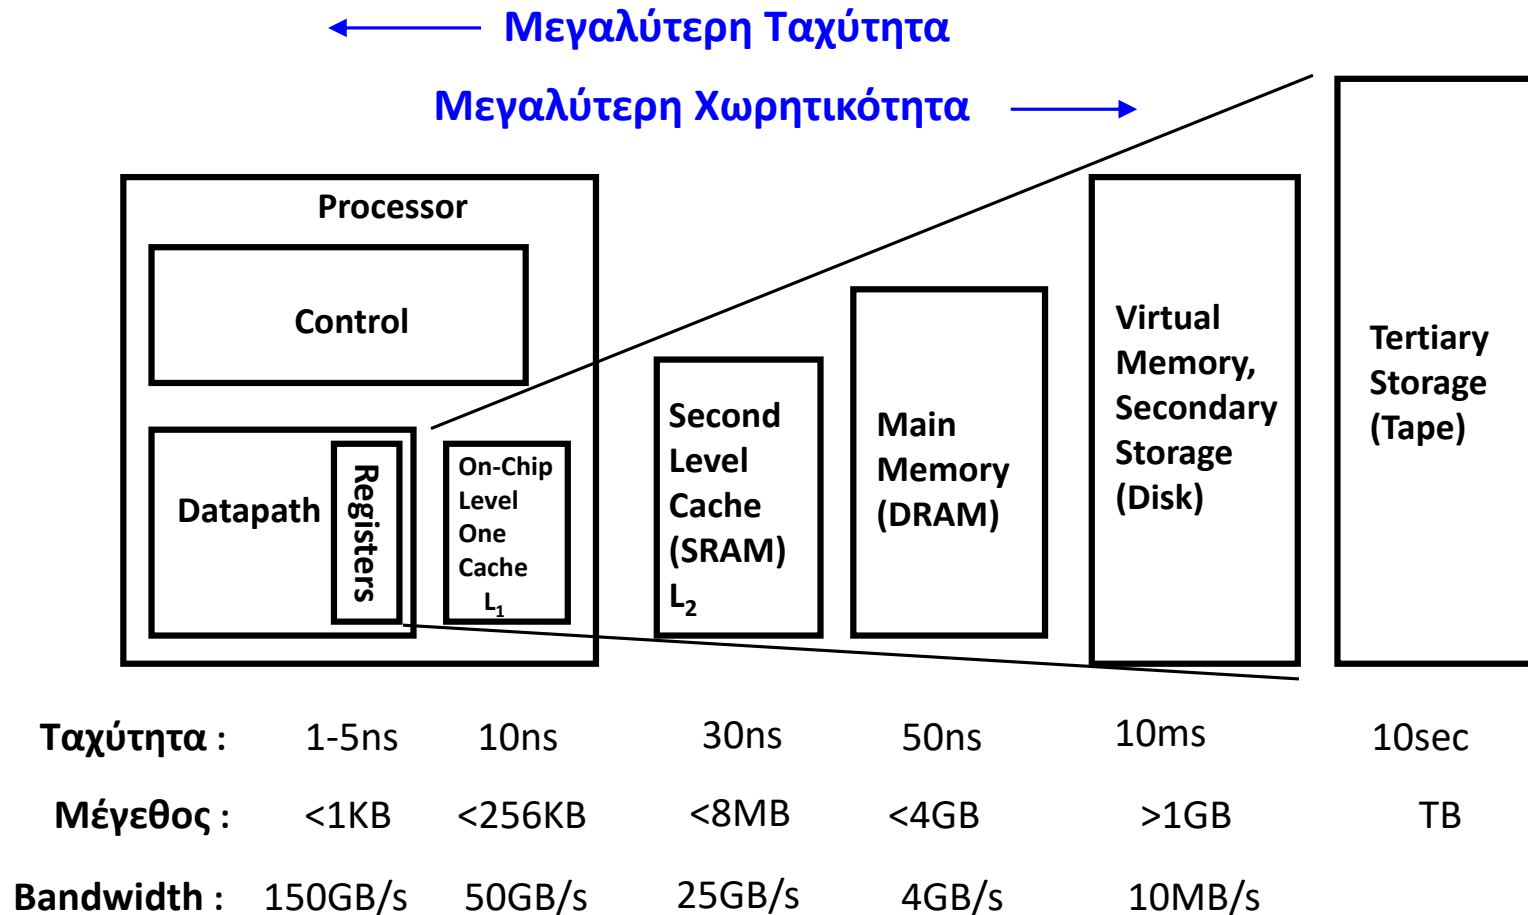 Μεγαλύτερη Ταχύτητα
Μεγαλύτερη Χωρητικότητα
Processor
Control
Datapath
Registers
On-Chip
Level
One
Cache
L₁
Second
Level
Cache
(SRAM)
L₂
Main
Memory
(DRAM)
Virtual
Memory,
Secondary
Storage
(Disk)
Tertiary
Storage
(Tape)
Ταχύτητα : 1-5ns 10ns 30ns 50ns 10ms 10sec
Μέγεθος : <1KB <256KB <8MB <4GB >1GB TB
Bandwidth : 150GB/s 50GB/s 25GB/s 4GB/s 10MB/s